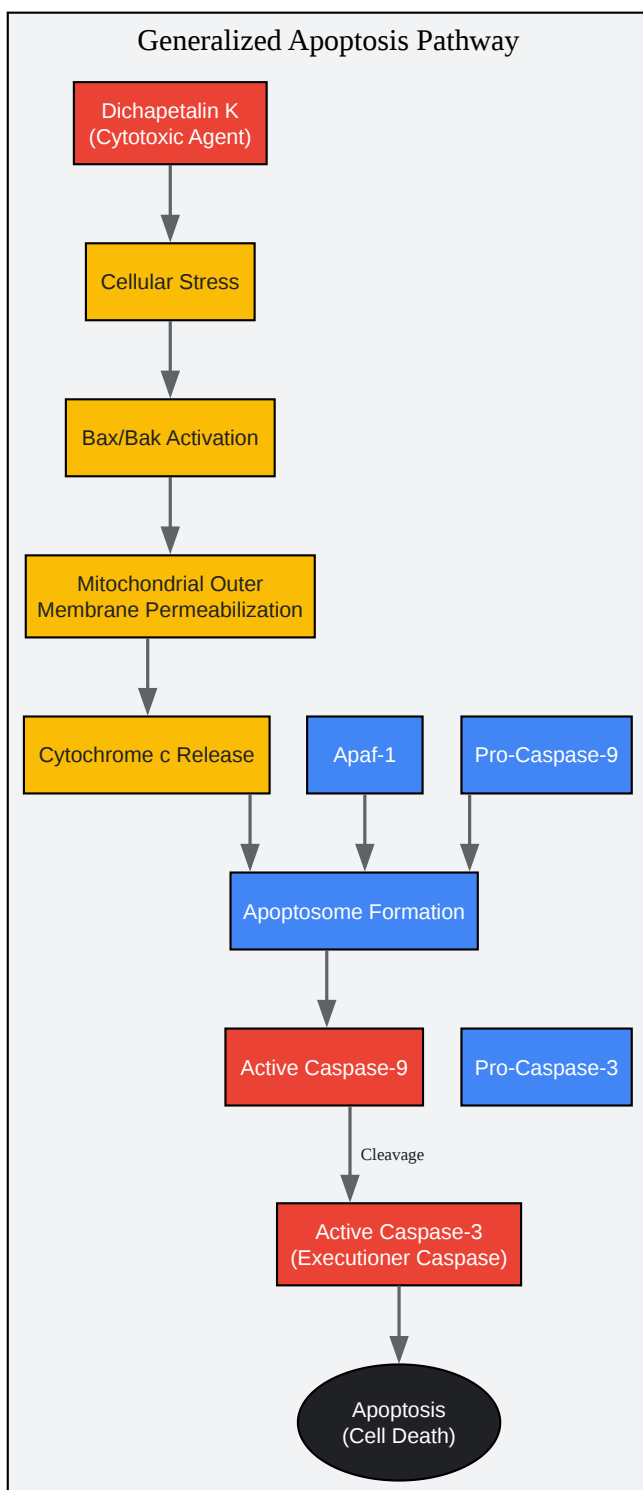 Generalized Apoptosis Pathway
Dichapetalin K
(Cytotoxic Agent)
Cellular Stress
Bax/Bak Activation
Mitochondrial Outer
Membrane Permeabilization
Cytochrome c Release
Apaf-1
Pro-Caspase-9
Apoptosome Formation
Active Caspase-9
Pro-Caspase-3
Cleavage
Active Caspase-3
(Executioner Caspase)
Apoptosis
(Cell Death)